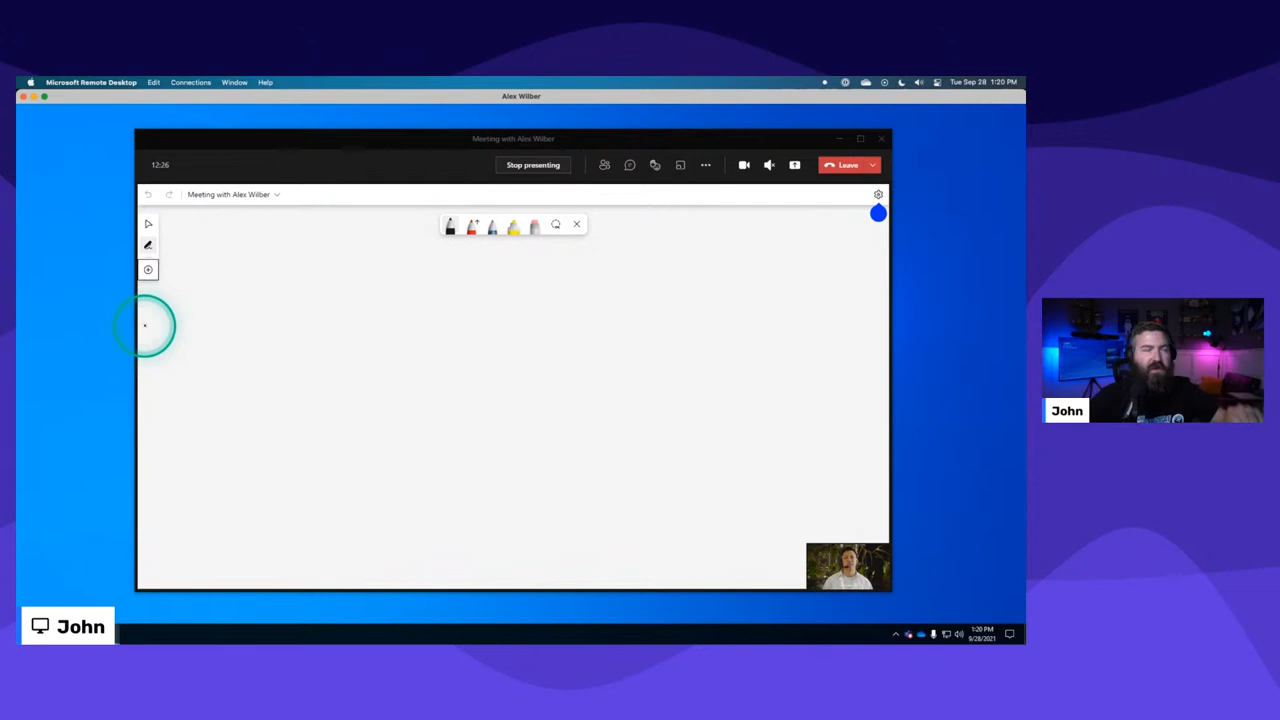 Microsoft Remote Desktop Edit Connections Window Help
Tue Sep 28 1:20 PM
Alex Wilber
Meeting with Alex Wilber
12:26
Stop presenting
Leave
Meeting with Alex Wilber
John
John
1:20 PM
9/28/2021